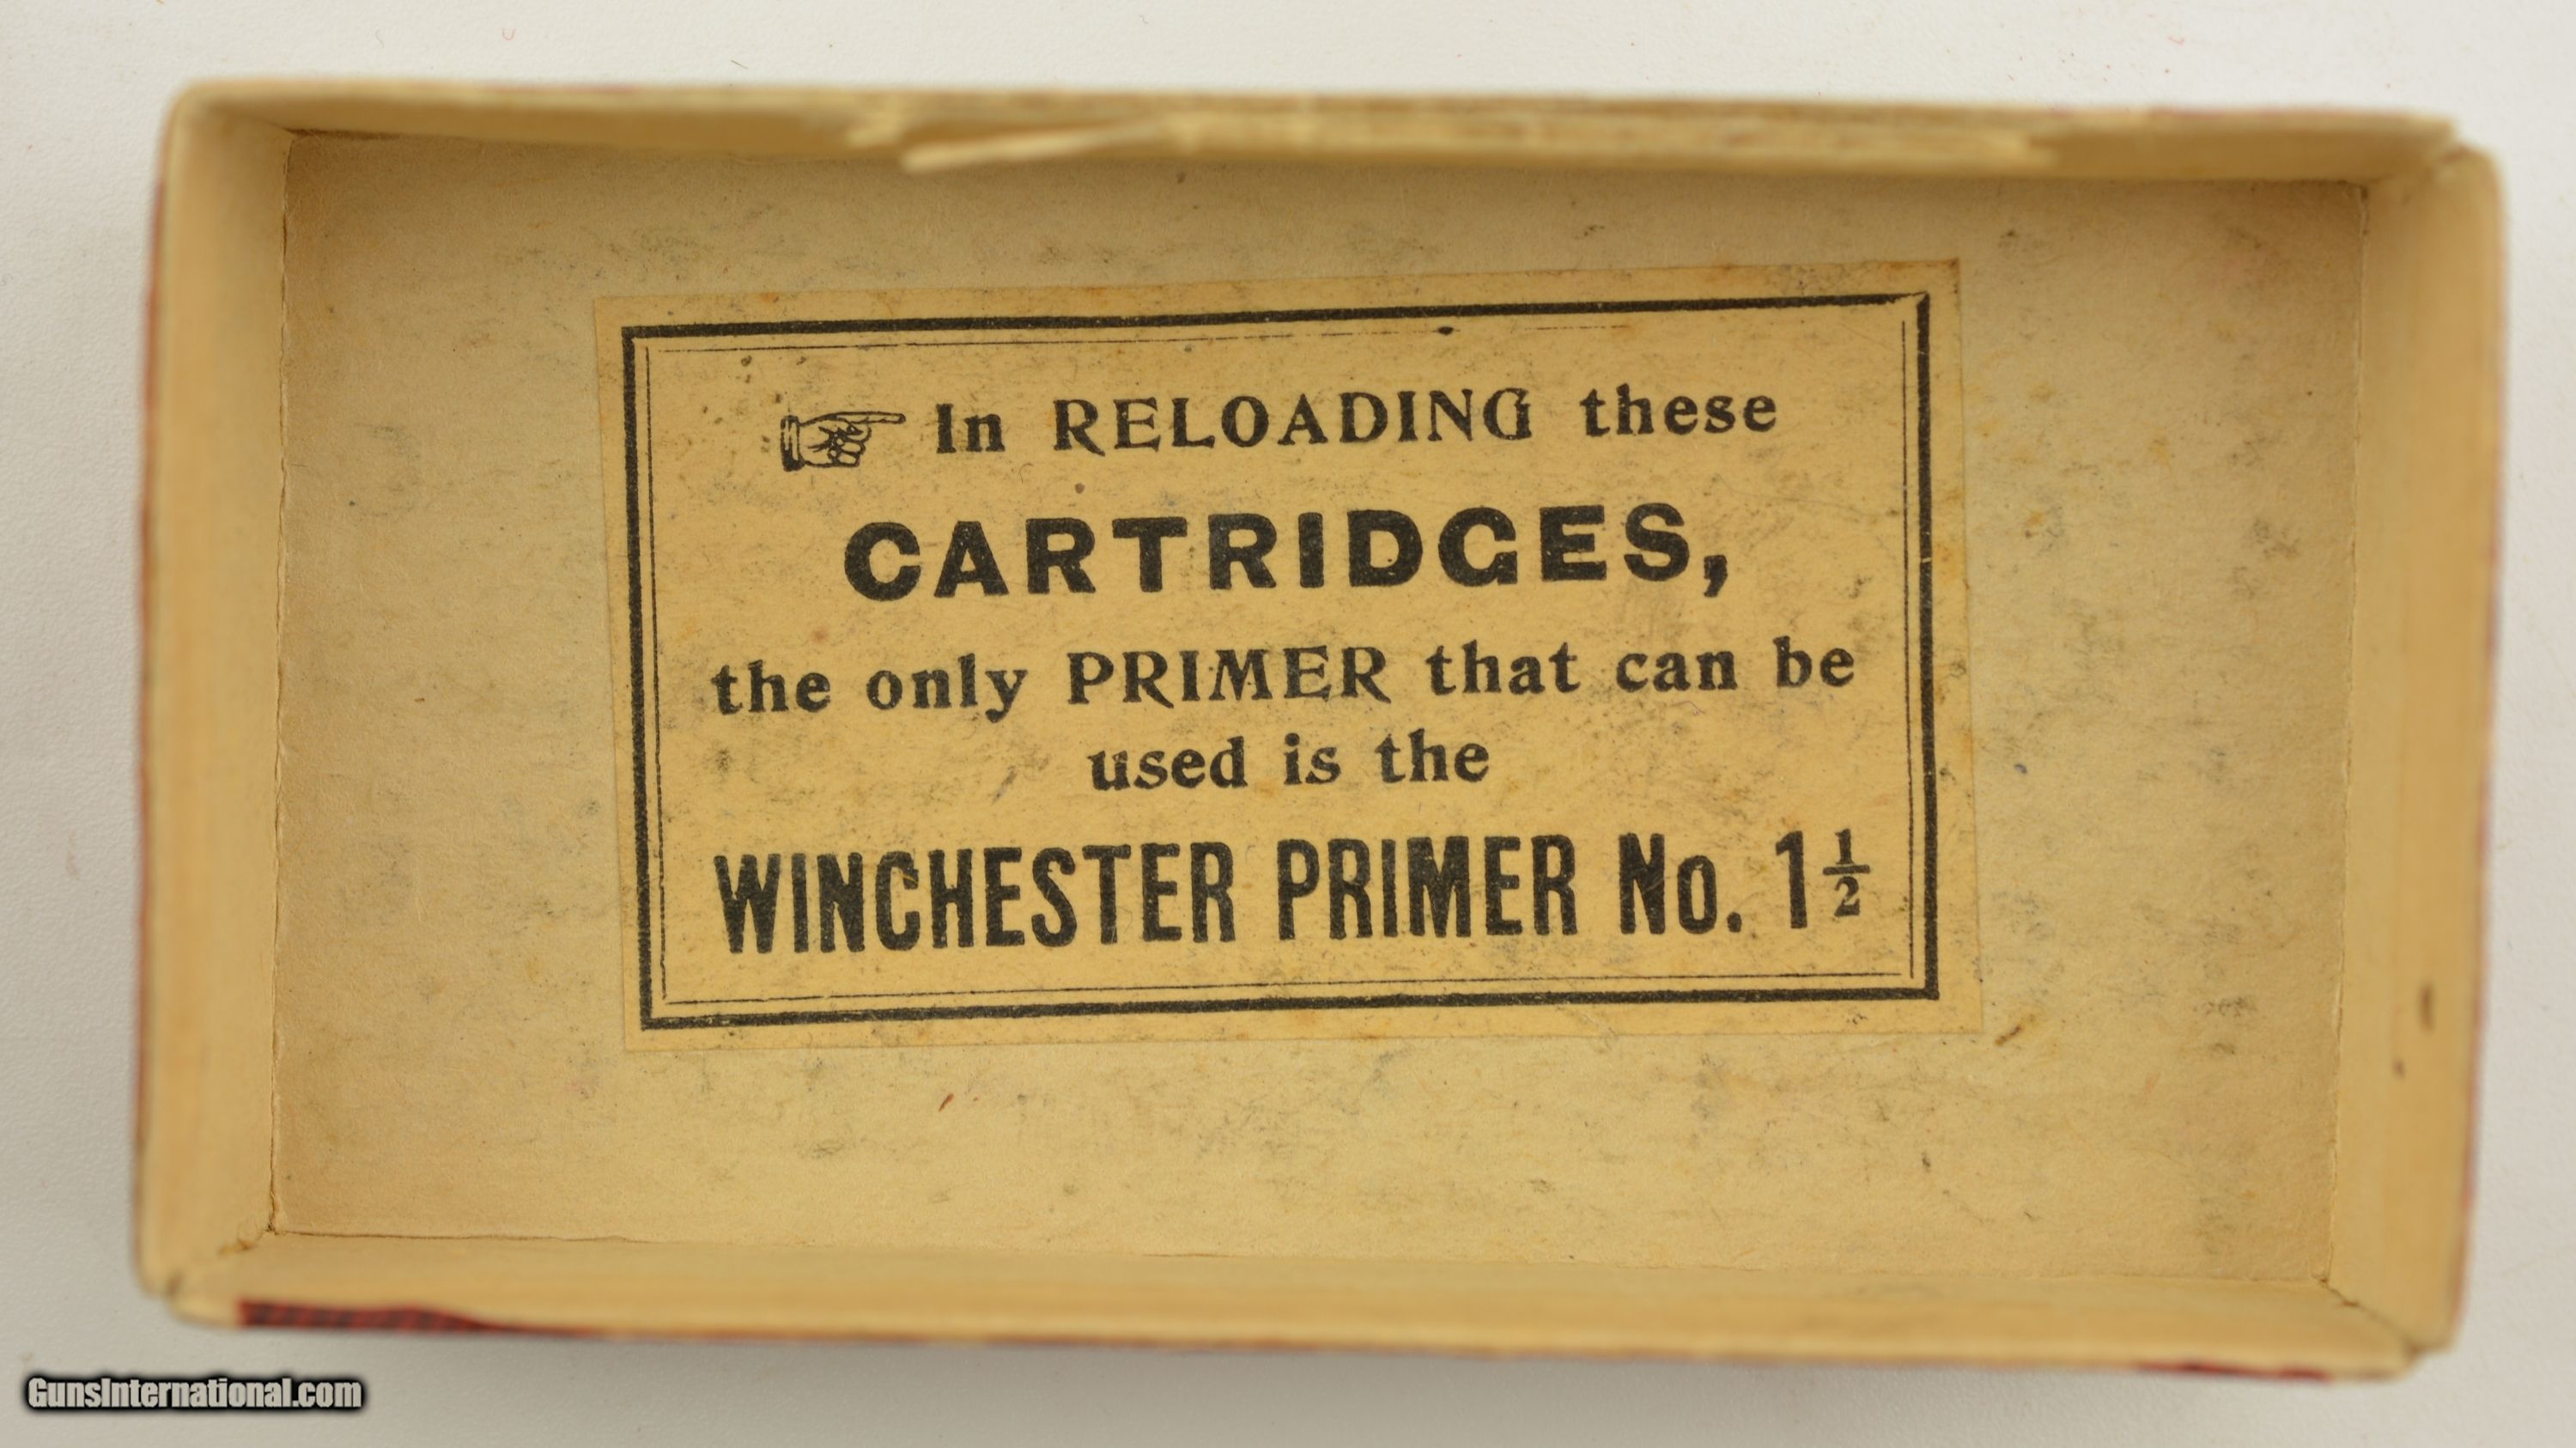 ☞ In RELOADING these
CARTRIDGES,
the only PRIMER that can be
used is the
WINCHESTER PRIMER No. 1½
GunsInternational.com